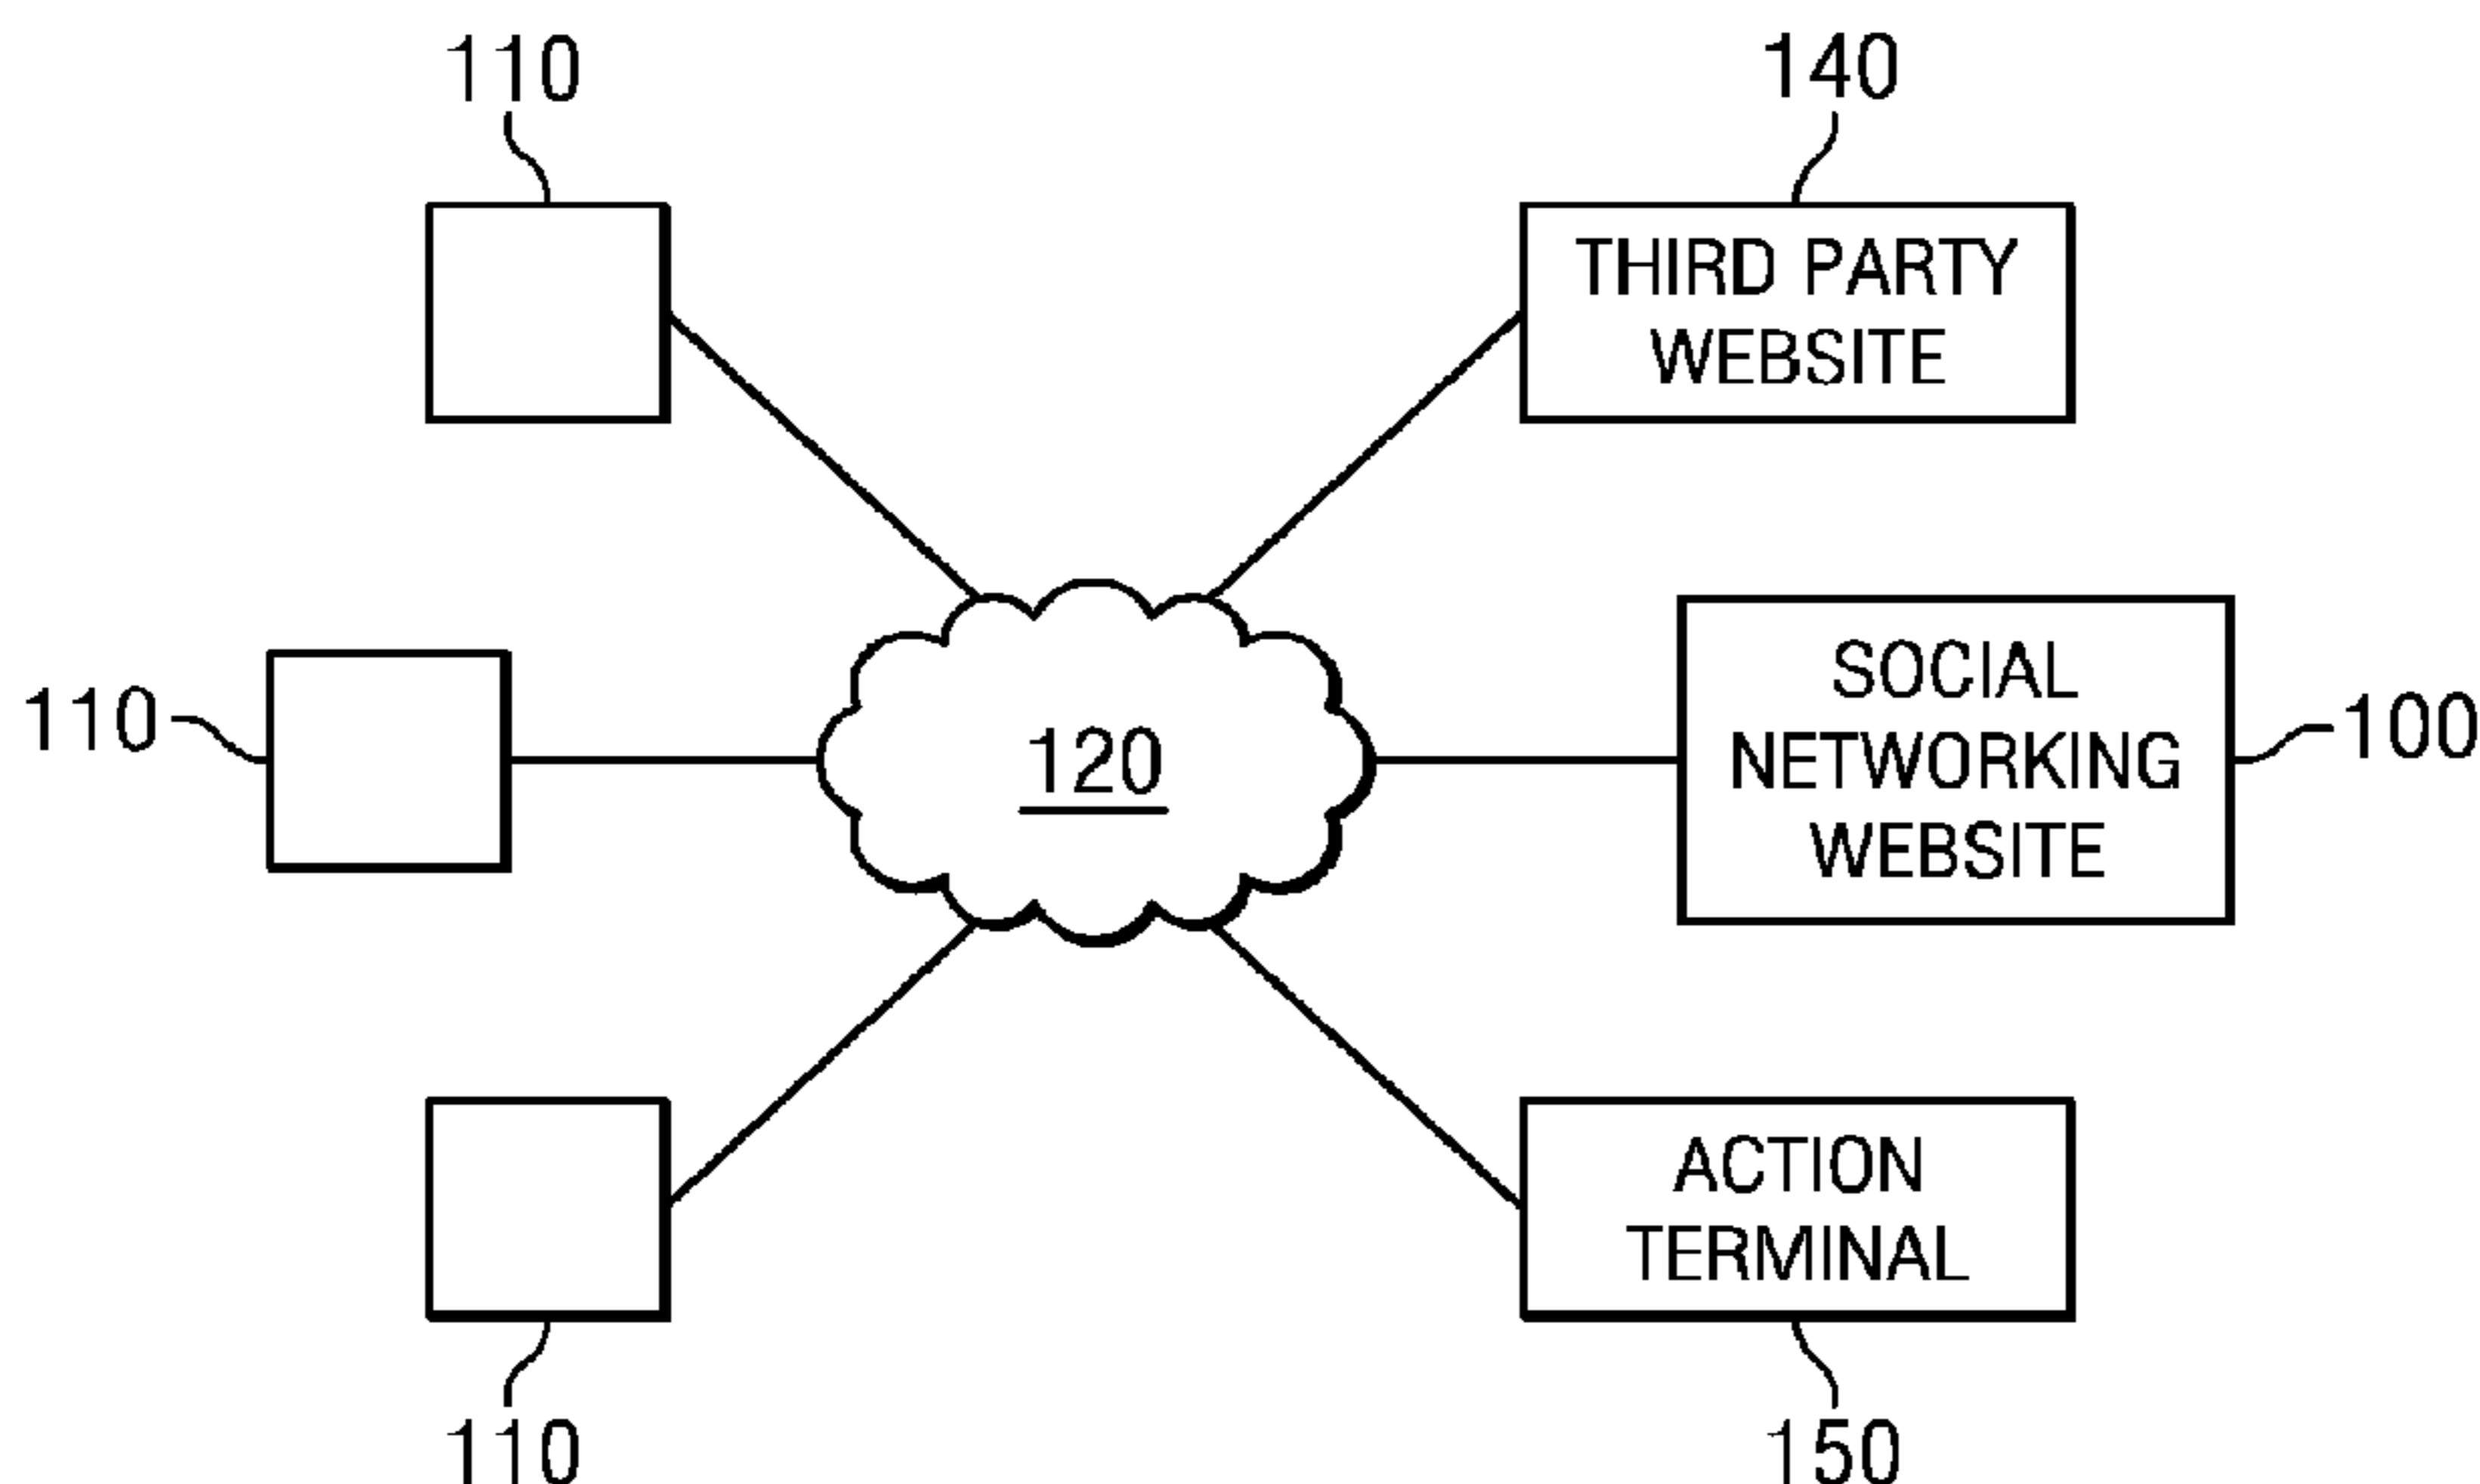 110
140
THIRD PARTY
WEBSITE
110
120
SOCIAL
NETWORKING
WEBSITE
100
ACTION
TERMINAL
110
150